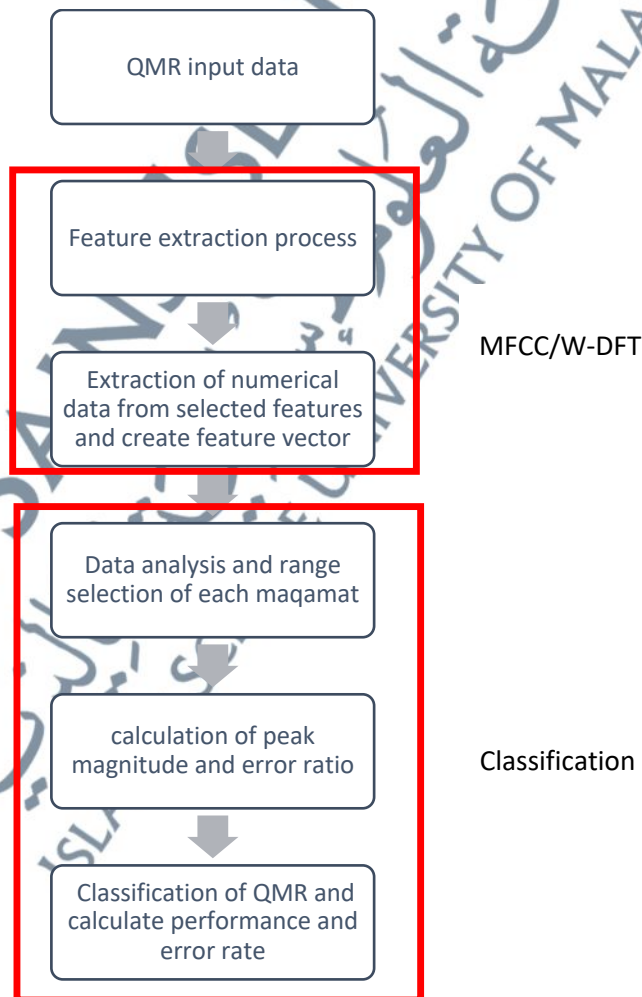 QMR input data
Feature extraction process
Extraction of numerical
data from selected features
and create feature vector
MFCC/W-DFT
Data analysis and range
selection of each maqamat
calculation of peak
magnitude and error ratio
Classification
Classification of QMR and
calculate performance and
error rate
UNIVERSITY OF MALA